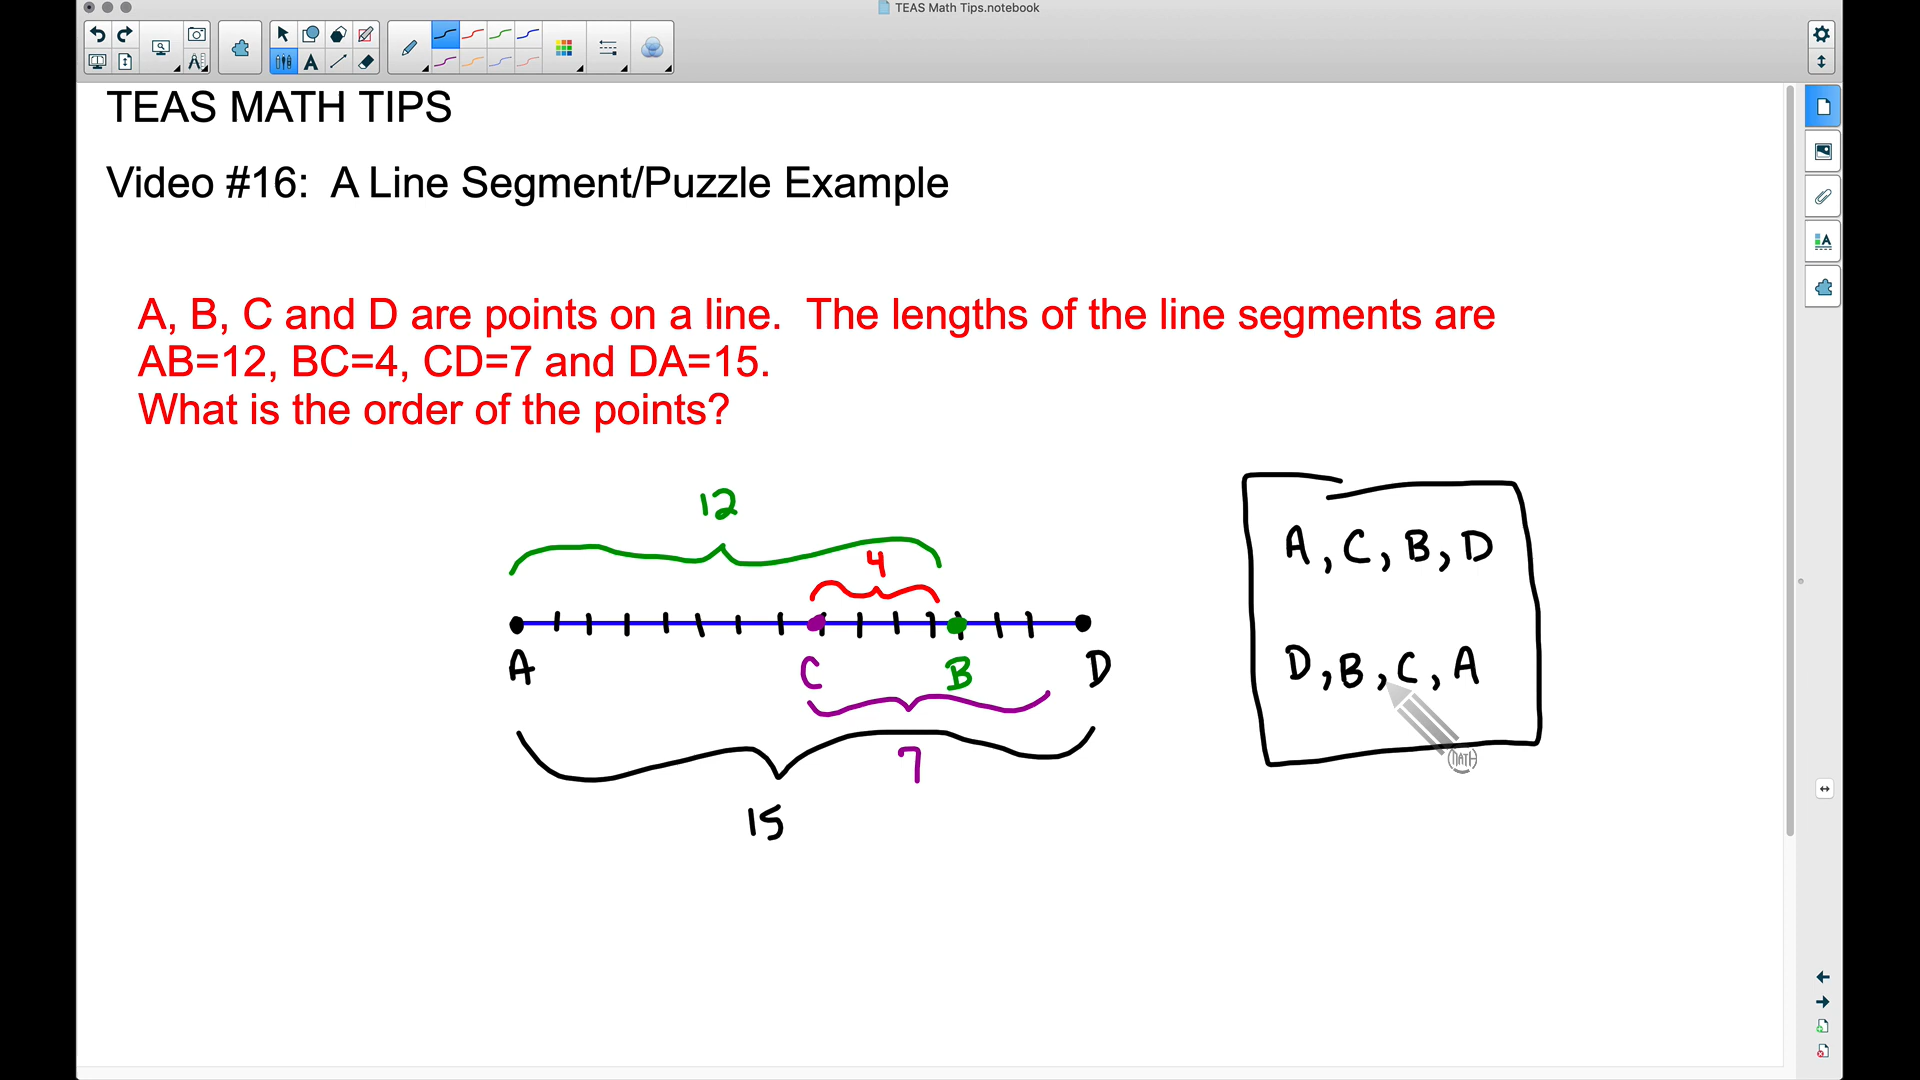 TEAS Math Tips.notebook
TEAS MATH TIPS
Video #16: A Line Segment/Puzzle Example
A, B, C and D are points on a line. The lengths of the line segments are
AB=12, BC=4, CD=7 and DA=15.
What is the order of the points?
12
4
A C B D
7
15
A, C, B, D
D, B, C, A
MATH